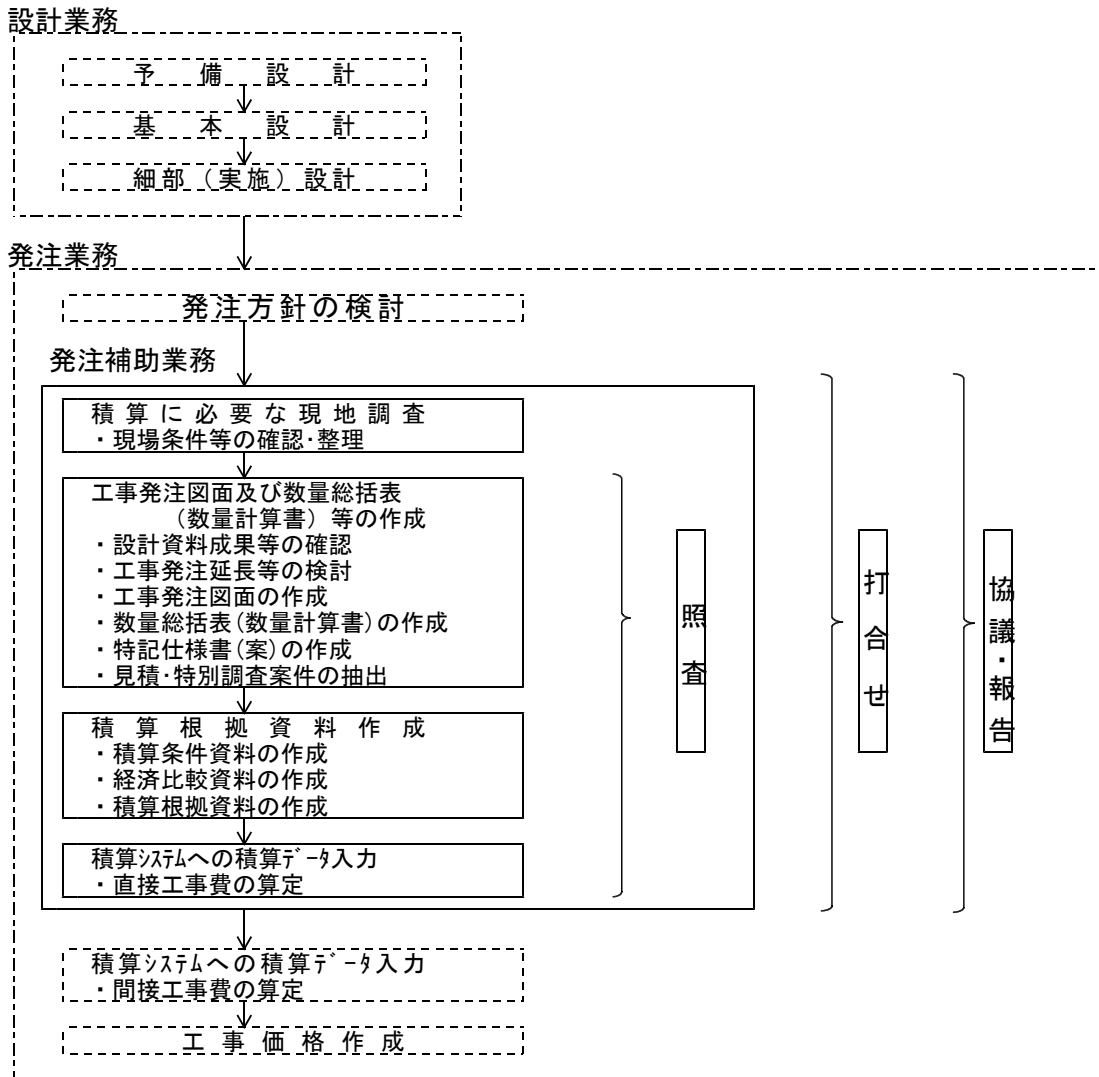 設計業務
予備設計
基本設計
細部（実施）設計
発注業務
発注方針の検討
発注補助業務
積算に必要な現地調査
・現場条件等の確認・整理
工事発注図面及び数量総括表
（数量計算書）等の作成
・設計資料成果等の確認
・工事発注延長等の検討
・工事発注図面の作成
・数量総括表(数量計算書)の作成
・特記仕様書(案)の作成
・見積・特別調査案件の抽出
積算根拠資料作成
・積算条件資料の作成
・経済比較資料の作成
・積算根拠資料の作成
積算ｼｽﾃﾑへの積算ﾃﾞｰﾀ入力
・直接工事費の算定
照査
打合せ
協議・報告
積算ｼｽﾃﾑへの積算ﾃﾞｰﾀ入力
・間接工事費の算定
工事価格作成